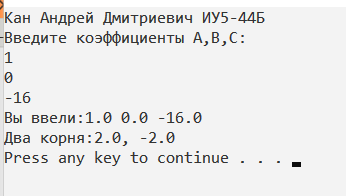 Кан Андрей Дмитриевич ИУ5-44Б
Введите коэффициенты A,B,C:
1
0
-16
Вы ввели:1.0 0.0 -16.0
Два корня:2.0, -2.0
Press any key to continue . . .